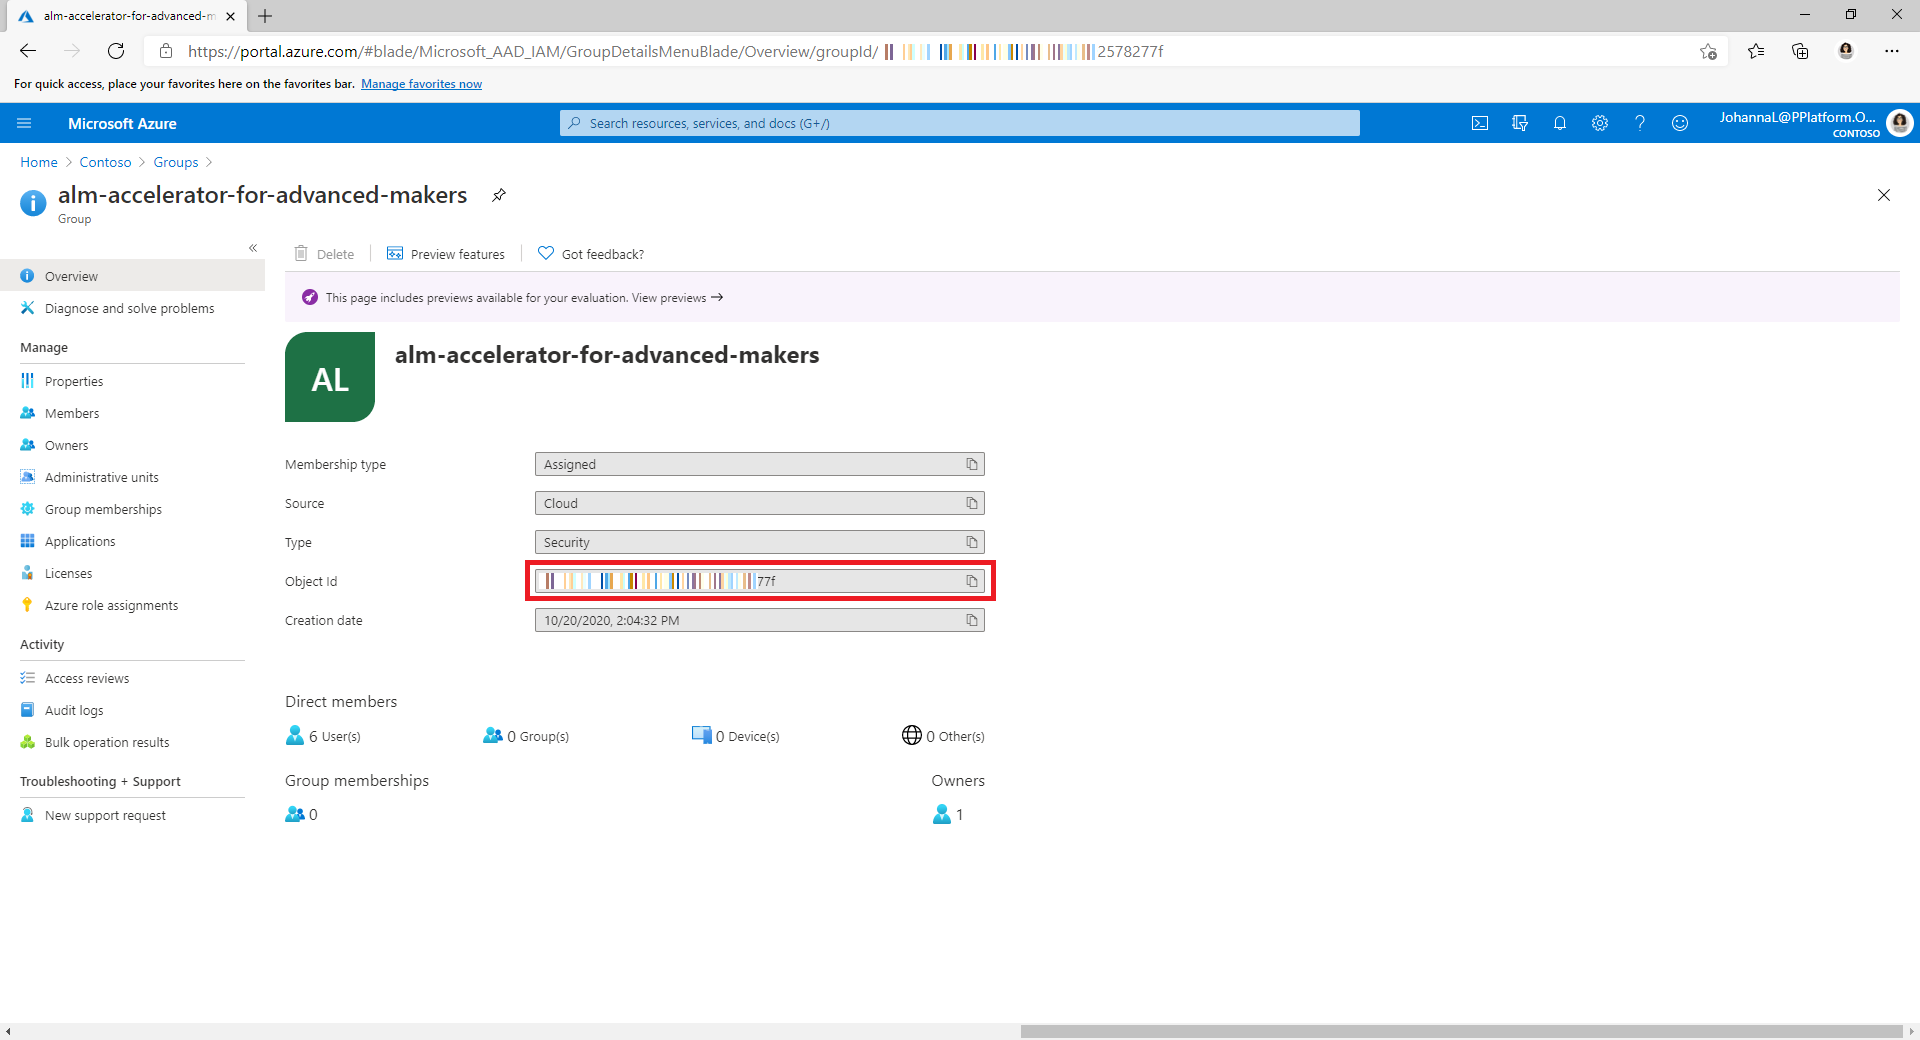 alm-accelerator-for-advanced-m
https://portal.azure.com/#blade/Microsoft_AAD_IAM/GroupDetailsMenuBlade/Overview/groupId/ 2578277f
For quick access, place your favorites here on the favorites bar. Manage favorites now
Microsoft Azure
Search resources, services, and docs (G+/)
JohannaL@PPlatform.O...
CONTOSO
Home > Contoso > Groups >
alm-accelerator-for-advanced-makers
Group
Overview
Diagnose and solve problems
Manage
Properties
Members
Owners
Administrative units
Group memberships
Applications
Licenses
Azure role assignments
Activity
Access reviews
Audit logs
Bulk operation results
Troubleshooting + Support
New support request
Delete
Preview features
Got feedback?
This page includes previews available for your evaluation. View previews →
AL
alm-accelerator-for-advanced-makers
Membership type
Assigned
Source
Cloud
Type
Security
Object Id
77f
Creation date
10/20/2020, 2:04:32 PM
Direct members
6 User(s)
0 Group(s)
0 Device(s)
0 Other(s)
Group memberships
0
Owners
1